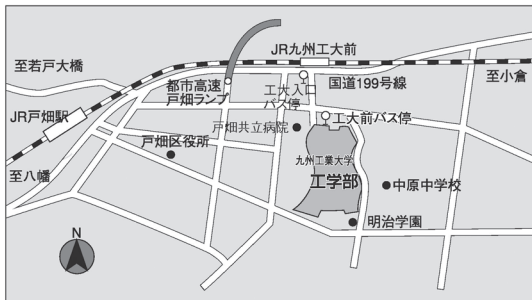 JR九州工大前
至若戸大橋
都市高速
戸畑ランプ
工大入口
バス停
国道199号線
至小倉
JR戸畑駅
工大前バス停
戸畑共立病院
戸畑区役所
九州工業大学
工学部
至八幡
中原中学校
明治学園
N